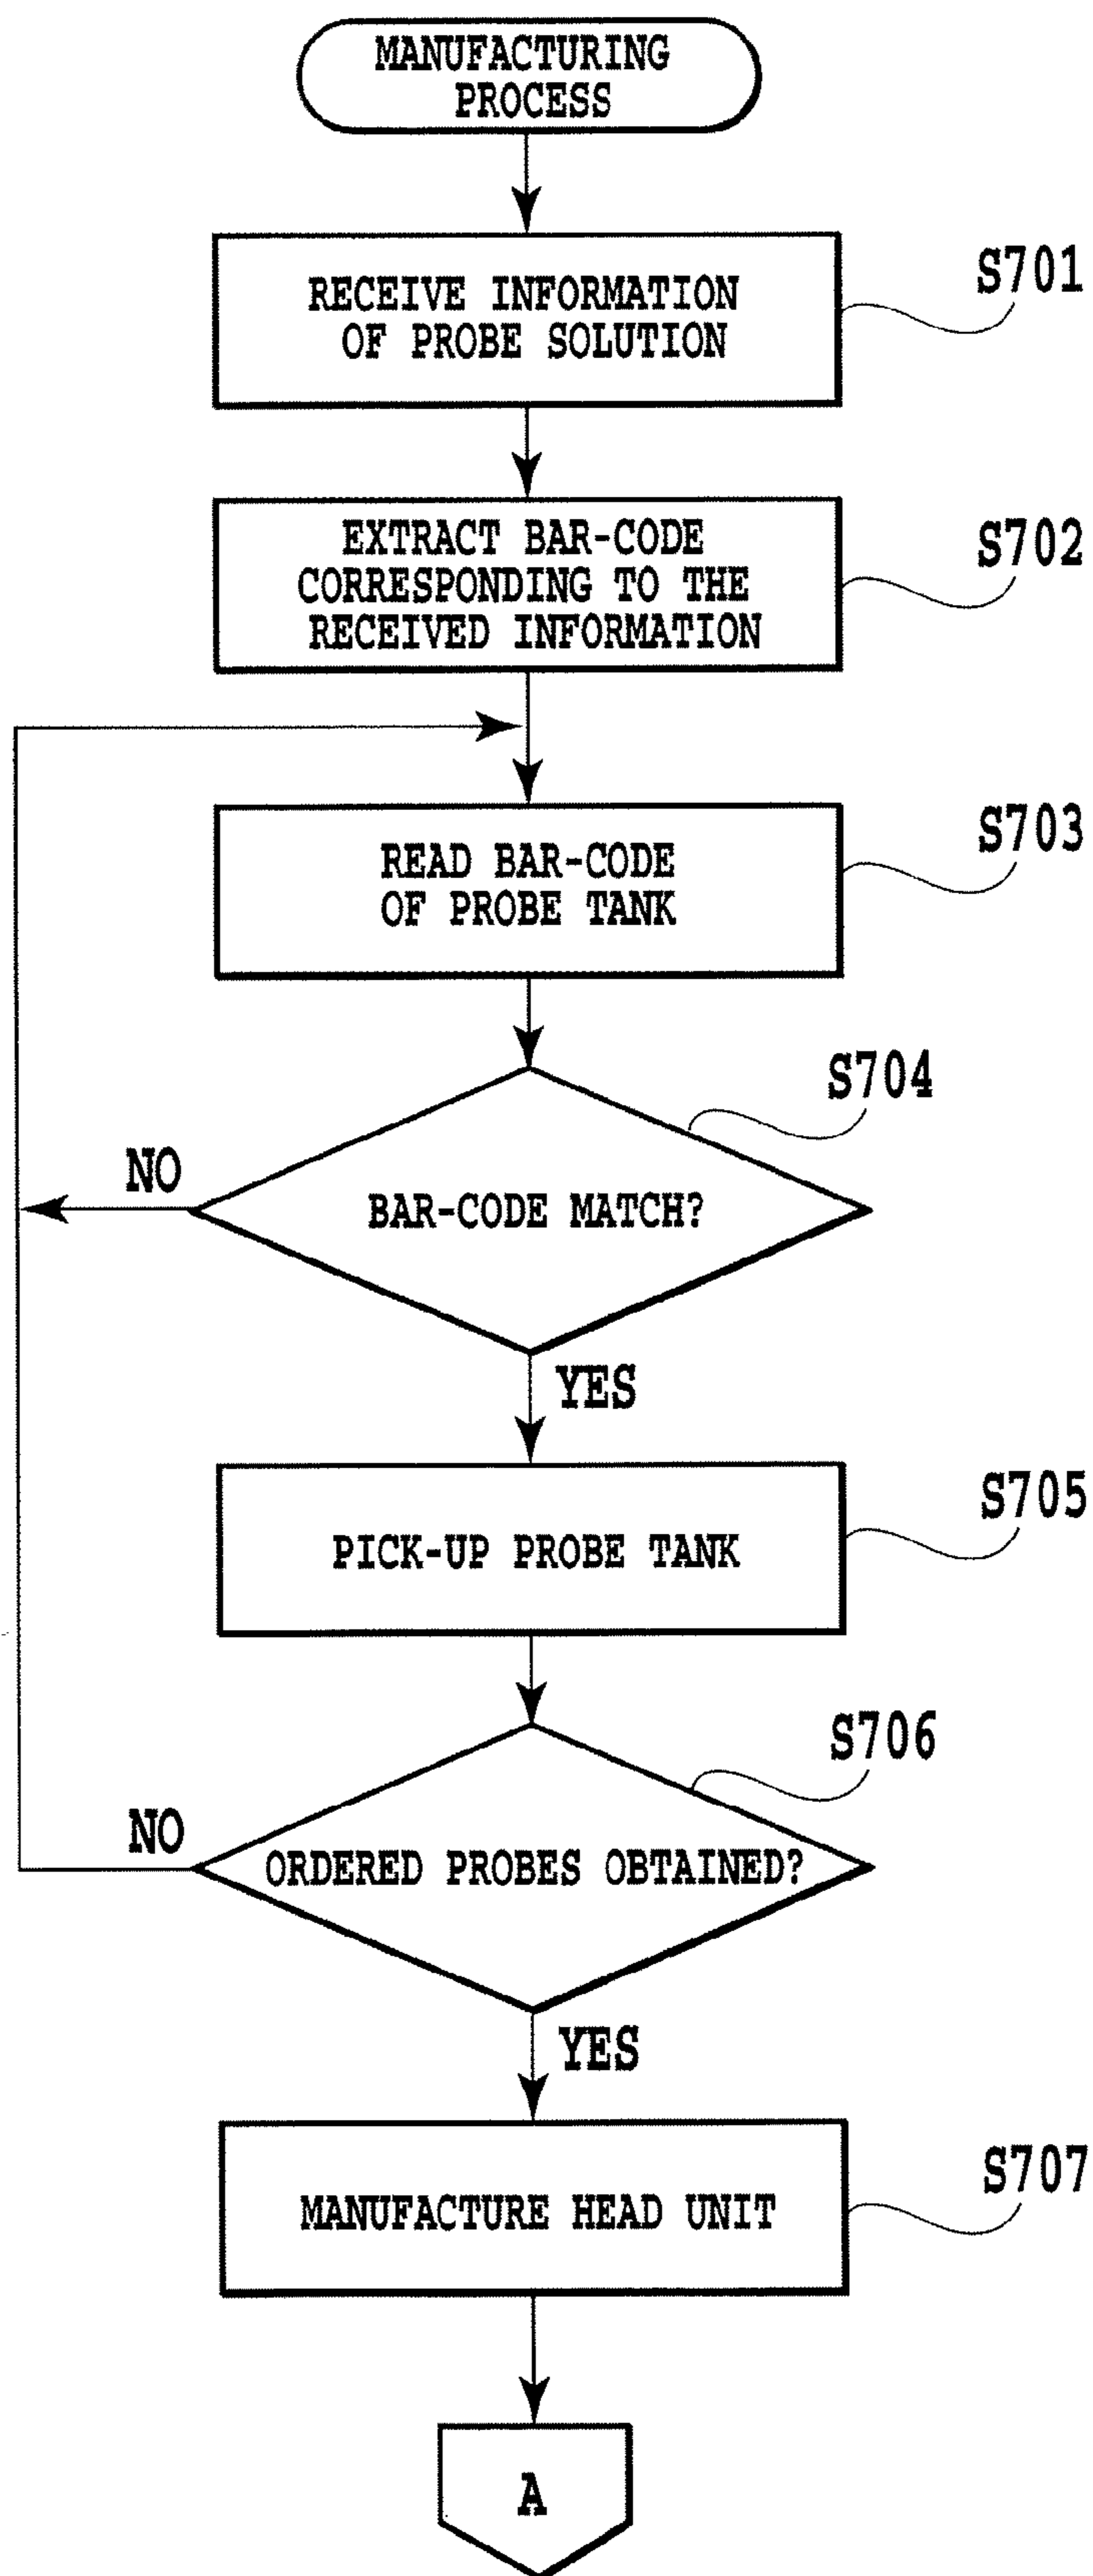 MANUFACTURING
PROCESS
S701
RECEIVE INFORMATION
OF PROBE SOLUTION
S702
EXTRACT BAR-CODE
CORRESPONDING TO THE
RECEIVED INFORMATION
S703
READ BAR-CODE
OF PROBE TANK
S704
NO
BAR-CODE MATCH?
YES
S705
PICK-UP PROBE TANK
S706
NO
ORDERED PROBES OBTAINED?
YES
S707
MANUFACTURE HEAD UNIT
A